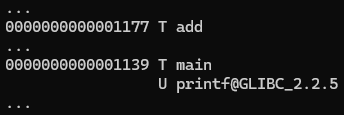 ...
0000000000001177 T add
...
0000000000001139 T main
                 U printf@GLIBC_2.2.5
...